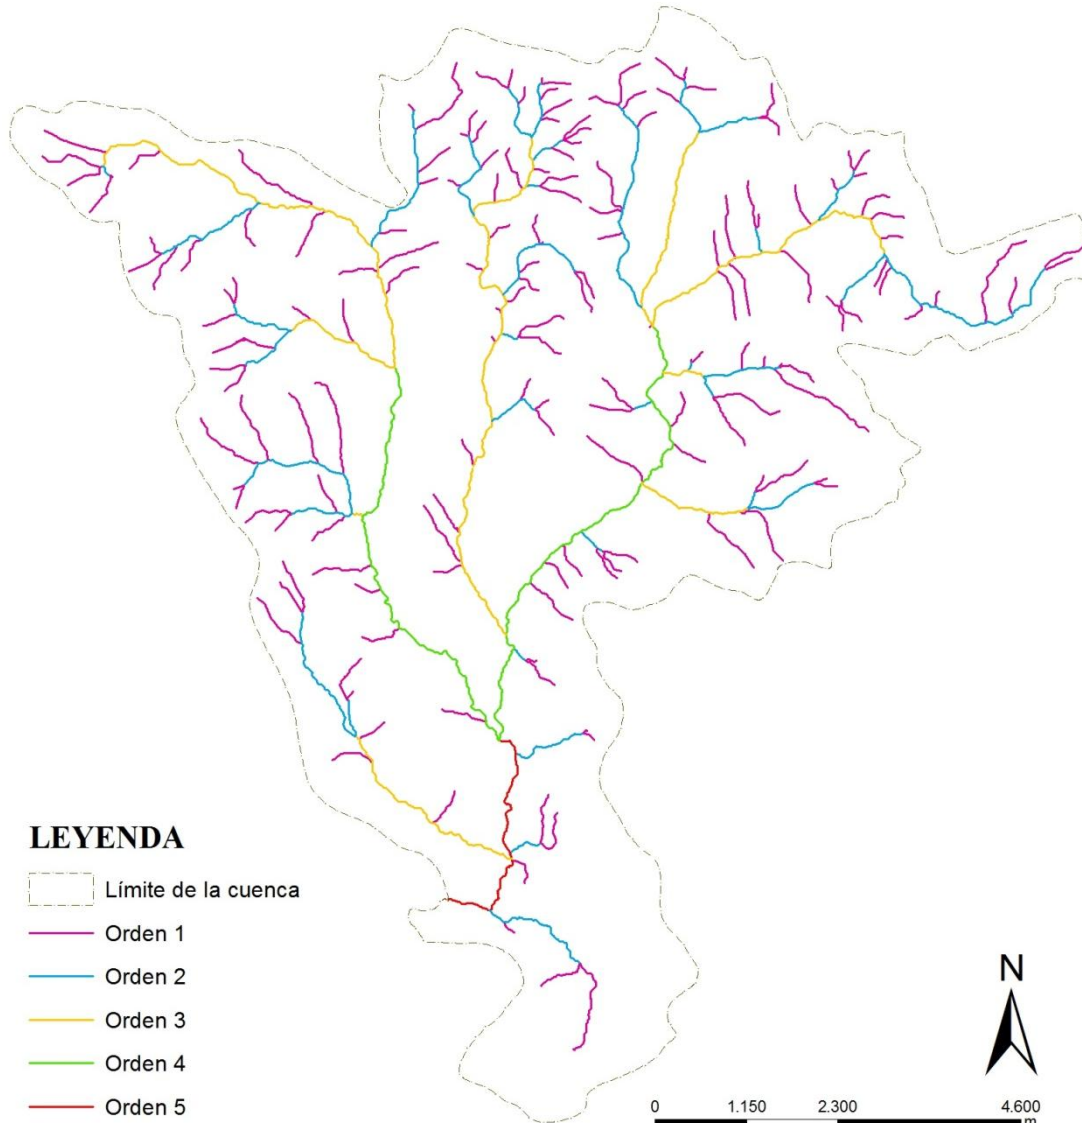 LEYENDA
Límite de la cuenca
Orden 1
Orden 2
Orden 3
Orden 4
Orden 5
N
0 1.150 2.300 4.600
m